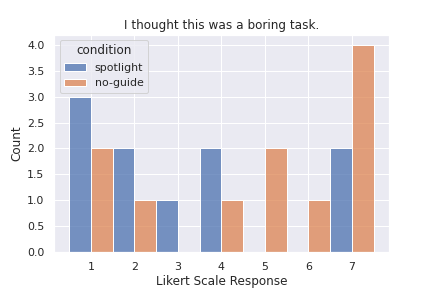 I thought this was a boring task.
condition
spotlight
no-guide
4.0
3.5
3.0
2.5
2.0
1.5
1.0
0.5
0.0
Count
1 2 3 4 5 6 7
Likert Scale Response